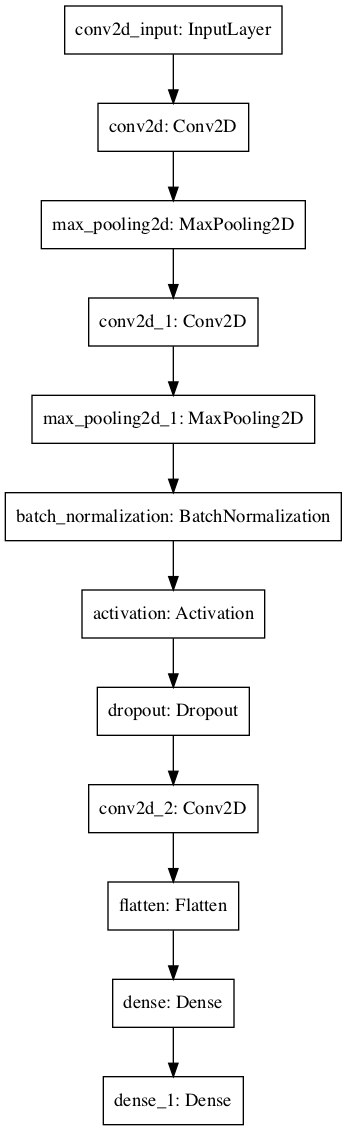 conv2d_input: InputLayer
conv2d: Conv2D
max_pooling2d: MaxPooling2D
conv2d_1: Conv2D
max_pooling2d_1: MaxPooling2D
batch_normalization: BatchNormalization
activation: Activation
dropout: Dropout
conv2d_2: Conv2D
flatten: Flatten
dense: Dense
dense_1: Dense